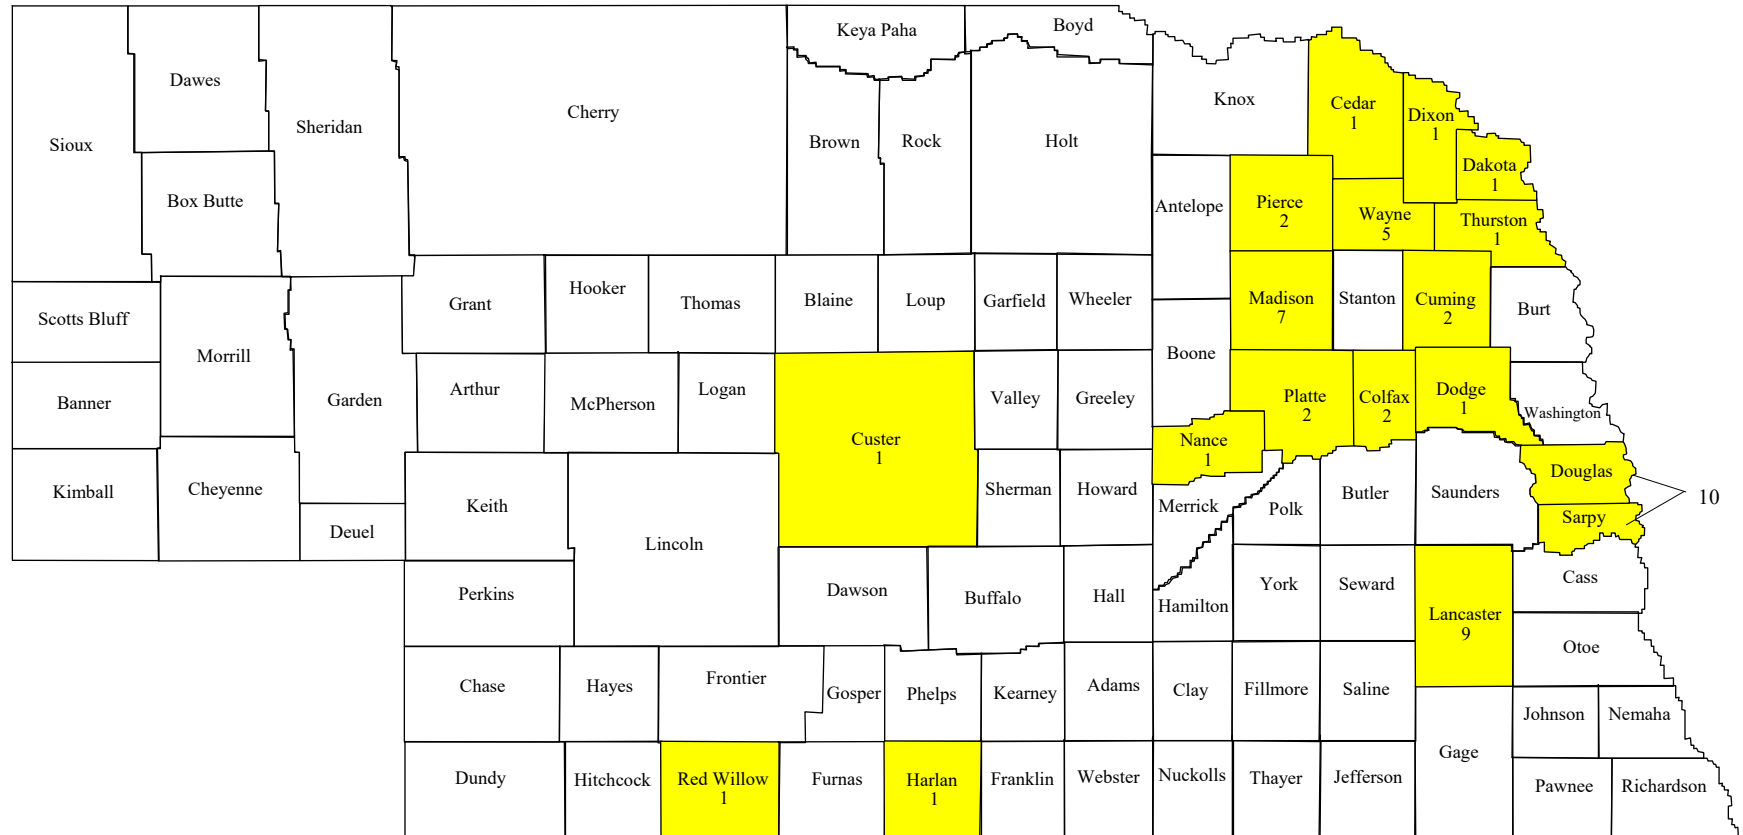 Keya Paha
Boyd
Dawes
Sheridan
Cherry
Knox
Cedar
1
Dixon
1
Sioux
Brown
Rock
Holt
Dakota
1
Box Butte
Antelope
Pierce
2
Wayne
5
Thurston
1
Grant
Hooker
Thomas
Blaine
Loup
Garfield
Wheeler
Madison
7
Stanton
Cuming
2
Burt
Scotts Bluff
Morrill
Boone
Banner
Garden
Arthur
McPherson
Logan
Custer
1
Valley
Greeley
Platte
2
Colfax
2
Dodge
1
Washington
Nance
1
Kimball
Cheyenne
Deuel
Keith
Lincoln
Sherman
Howard
Merrick
Polk
Butler
Saunders
Douglas
10
Sarpy
Perkins
Dawson
Buffalo
Hall
Hamilton
York
Seward
Lancaster
9
Cass
Otoe
Chase
Hayes
Frontier
Gosper
Phelps
Kearney
Adams
Clay
Fillmore
Saline
Johnson
Nemaha
Dundy
Hitchcock
Red Willow
1
Furnas
Harlan
1
Franklin
Webster
Nuckolls
Thayer
Jefferson
Gage
Pawnee
Richardson